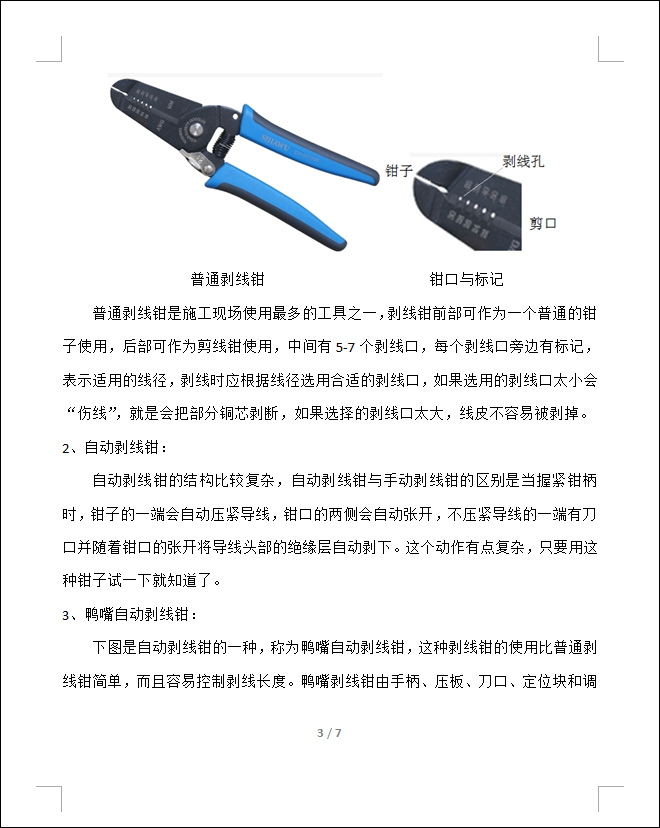 SUJIAYU
钳子
剥线孔
剪口
普通剥线钳
钳口与标记
普通剥线钳是施工现场使用最多的工具之一，剥线钳前部可作为一个普通的钳
子使用，后部可作为剪线钳使用，中间有 5-7 个剥线口，每个剥线口旁边有标记，
表示适用的线径，剥线时应根据线径选用合适的剥线口，如果选用的剥线口太小会
“伤线”，就是会把部分铜芯剥断，如果选择的剥线口太大，线皮不容易被剥掉。
2、自动剥线钳：
自动剥线钳的结构比较复杂，自动剥线钳与手动剥线钳的区别是当握紧钳柄
时，钳子的一端会自动压紧导线，钳口的两侧会自动张开，不压紧导线的一端有刀
口并随着钳口的张开将导线头部的绝缘层自动剥下。这个动作有点复杂，只要用这
种钳子试一下就知道了。
3、鸭嘴自动剥线钳：
下图是自动剥线钳的一种，称为鸭嘴自动剥线钳，这种剥线钳的使用比普通剥
线钳简单，而且容易控制剥线长度。鸭嘴剥线钳由手柄、压板、刀口、定位块和调
3 / 7